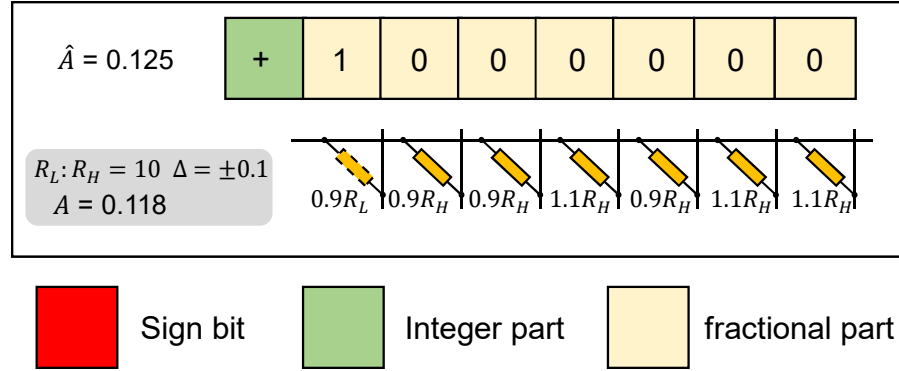 Â = 0.125 + 1 0 0 0 0 0 0
R_L: R_H = 10 Δ = ±0.1
A = 0.118
0.9R_L 0.9R_H 0.9R_H 1.1R_H 0.9R_H 1.1R_H 1.1R_H
Sign bit Integer part fractional part